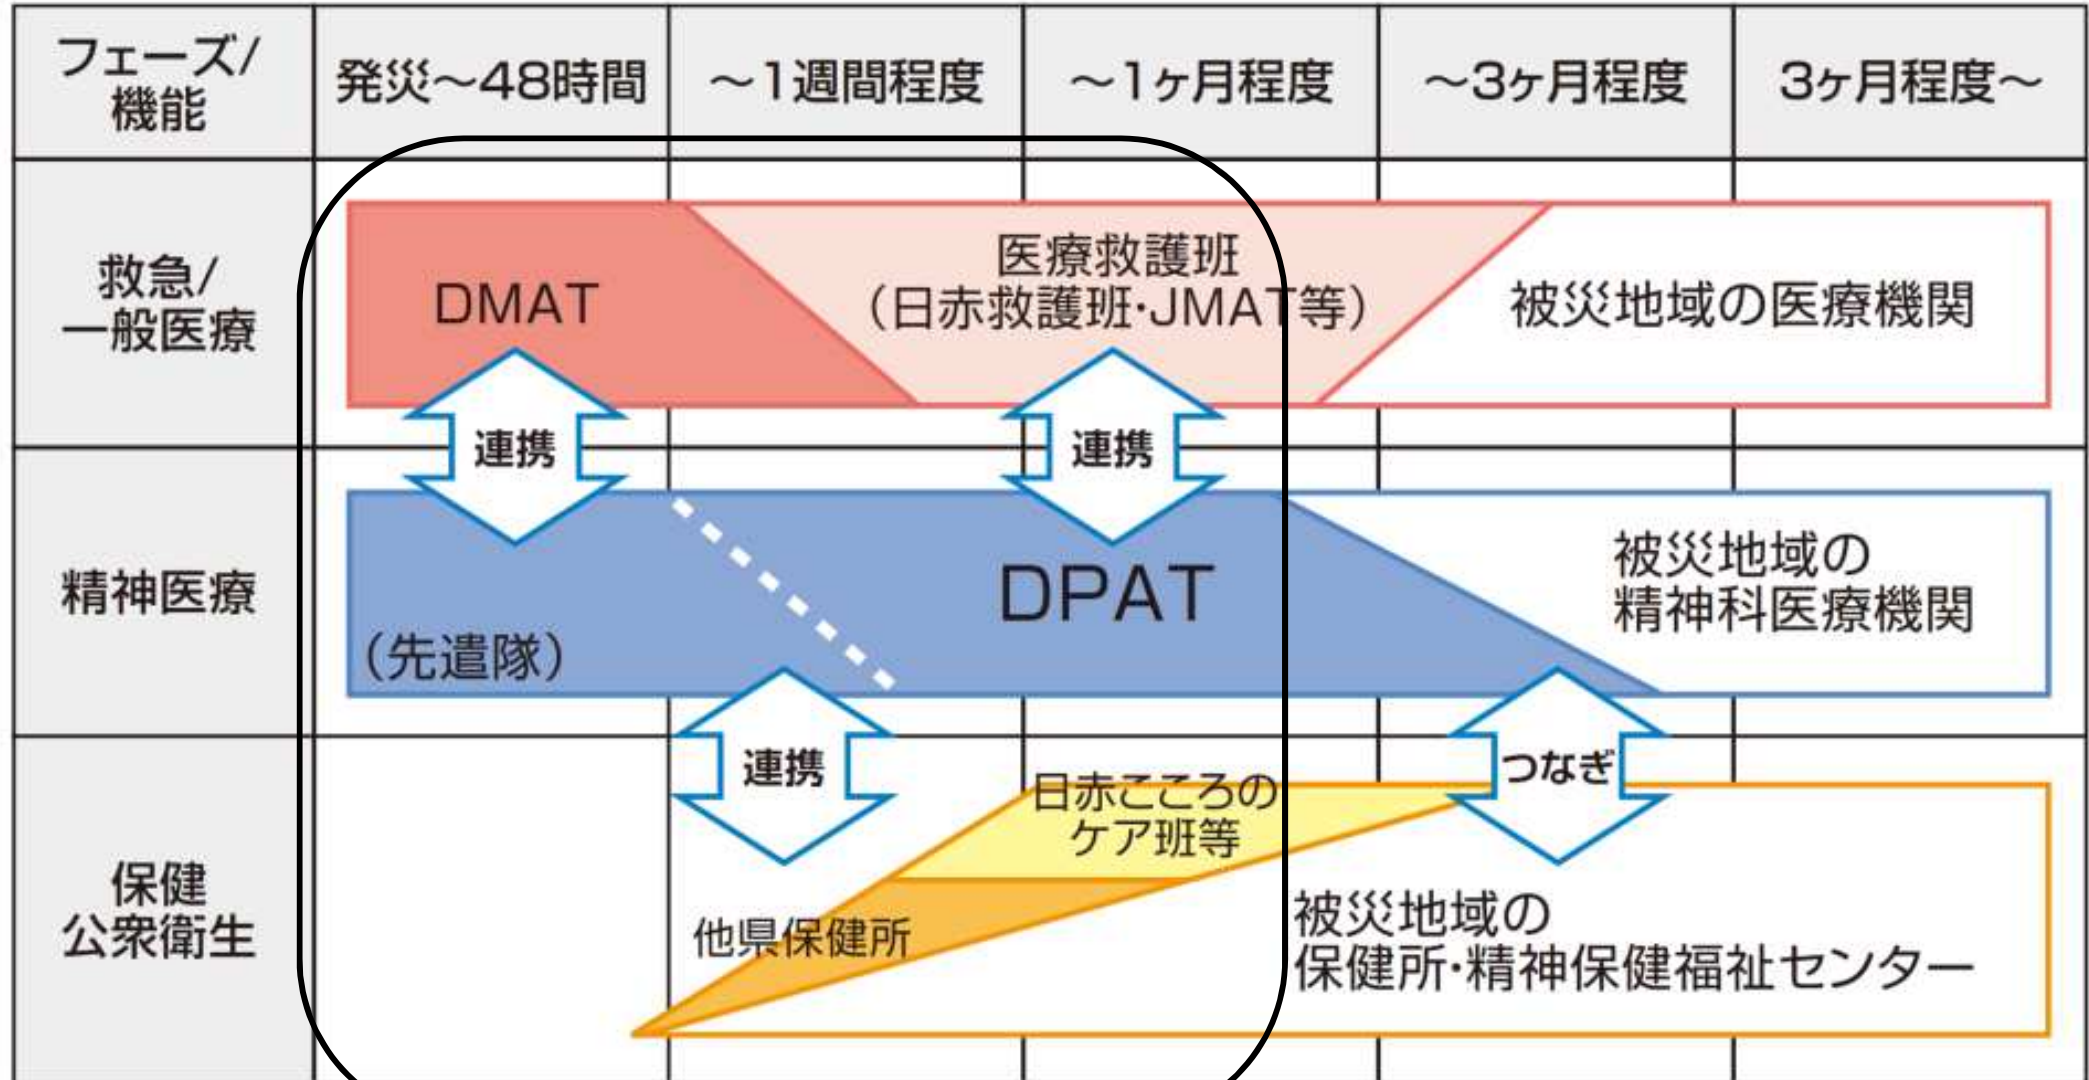 フェーズ/
機能
発災～48時間
～1週間程度
～1ヶ月程度
～3ヶ月程度
3ヶ月程度～
救急/
一般医療
DMAT
医療救護班
（日赤救護班・JMAT等）
被災地域の医療機関
連携
連携
精神医療
（先遣隊）
DPAT
被災地域の
精神科医療機関
連携
つなぎ
保健
公衆衛生
日赤こころの
ケア班等
他県保健所
被災地域の
保健所・精神保健福祉センター